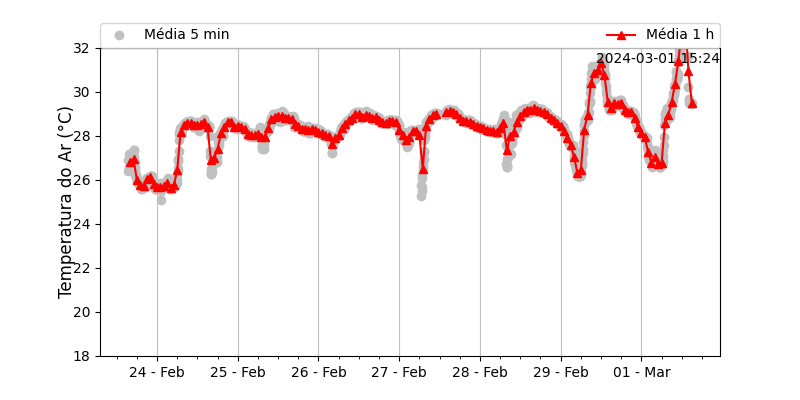 Média 5 min
Média 1 h
2024-03-01 15:24
Temperatura do Ar (°C)
32
30
28
26
24
22
20
18
24 - Feb
25 - Feb
26 - Feb
27 - Feb
28 - Feb
29 - Feb
01 - Mar